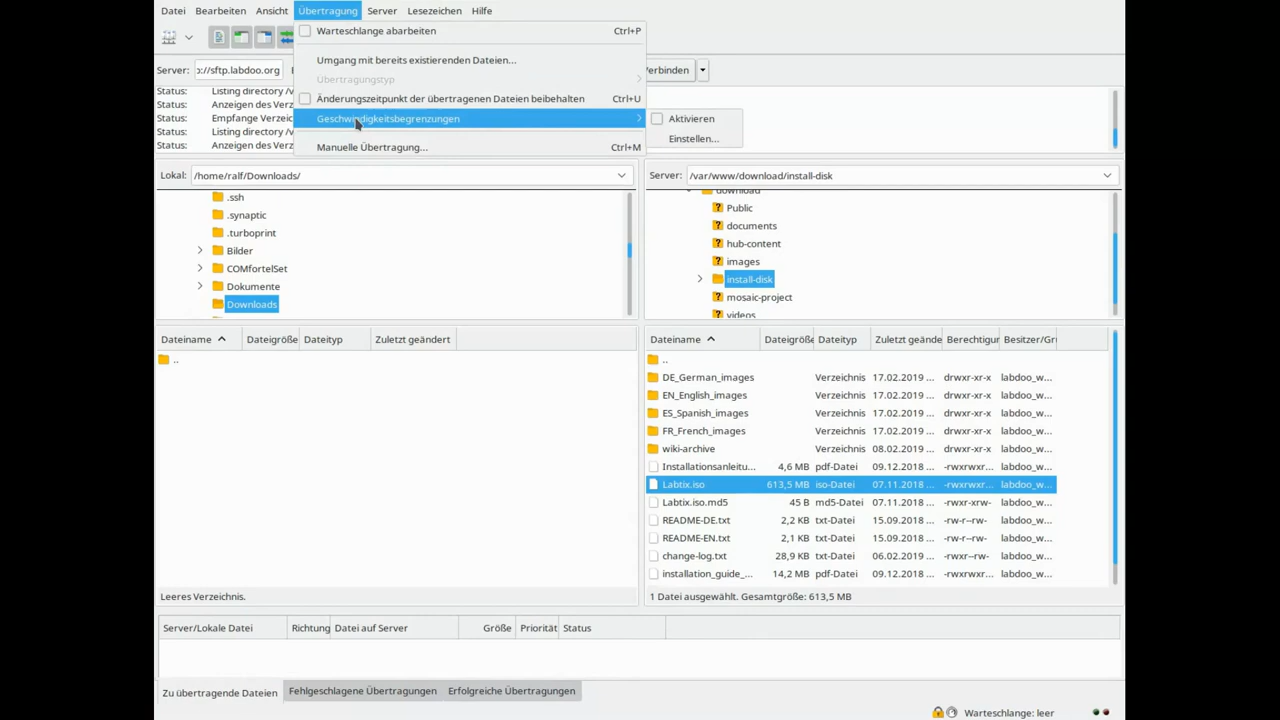 Datei Bearbeiten Ansicht Übertragung Server Lesezeichen Hilfe
Warteschlange abarbeiten Ctrl+P
Umgang mit bereits existierenden Dateien...
Übertragungstyp
Änderungszeitpunkt der übertragenen Dateien beibehalten Ctrl+U
Geschwindigkeitsbegrenzungen
Manuelle Übertragung... Ctrl+M
Aktivieren
Einstellen...
Server: ://sftp.labdoo.org
Status: Listing directory /v
Status: Anzeigen des Verzei
Status: Empfange Verzeic
Status: Listing directory /v
Status: Anzeigen des Verzei
Lokal: /home/ralf/Downloads/
.ssh
.synaptic
.turboprint
Bilder
COMfortelSet
Dokumente
Downloads
Server: /var/www/download/install-disk
download
Public
documents
hub-content
images
install-disk
mosaic-project
videos
Dateiname Dateigröße Dateityp Zuletzt geändert
..
Leeres Verzeichnis.
Dateiname Dateigröße Dateityp Zuletzt geände Berechtigun Besitzer/Gru
..
DE_German_images Verzeichnis 17.02.2019 ... drwxr-xr-x labdoo_w...
EN_English_images Verzeichnis 17.02.2019 ... drwxr-xr-x labdoo_w...
ES_Spanish_images Verzeichnis 17.02.2019 ... drwxr-xr-x labdoo_w...
FR_French_images Verzeichnis 17.02.2019 ... drwxr-xr-x labdoo_w...
wiki-archive Verzeichnis 08.02.2019 ... drwxr-xr-x labdoo_w...
Installationsanleitu... 4,6 MB pdf-Datei 09.12.2018 ... -rwxrwxr... labdoo_w...
Labtix.iso 613,5 MB iso-Datei 07.11.2018 ... -rwxrwxr... labdoo_w...
Labtix.iso.md5 45 B md5-Datei 07.11.2018 ... -rwxr-xrw- labdoo_w...
README-DE.txt 2,2 KB txt-Datei 15.09.2018 ... -rw-r--rw- labdoo_w...
README-EN.txt 2,1 KB txt-Datei 15.09.2018 ... -rw-r--rw- labdoo_w...
change-log.txt 28,9 KB txt-Datei 06.02.2019 ... -rwxr--rw- labdoo_w...
installation_guide_... 14,2 MB pdf-Datei 09.12.2018 ... -rwxrwxr... labdoo_w...
1 Datei ausgewählt. Gesamtgröße: 613,5 MB
Server/Lokale Datei Richtung Datei auf Server Größe Priorität Status
Zu übertragende Dateien Fehlgeschlagene Übertragungen Erfolgreiche Übertragungen
Warteschlange: leer